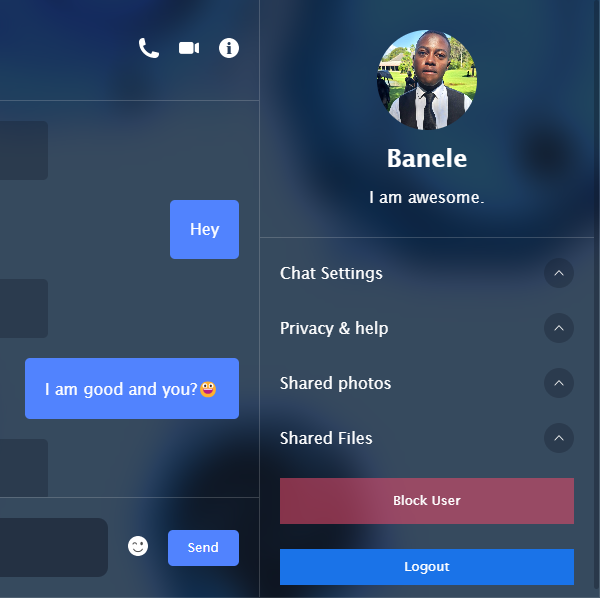 Hey
I am good and you?😀
Send
Banele
I am awesome.
Chat Settings
Privacy & help
Shared photos
Shared Files
Block User
Logout